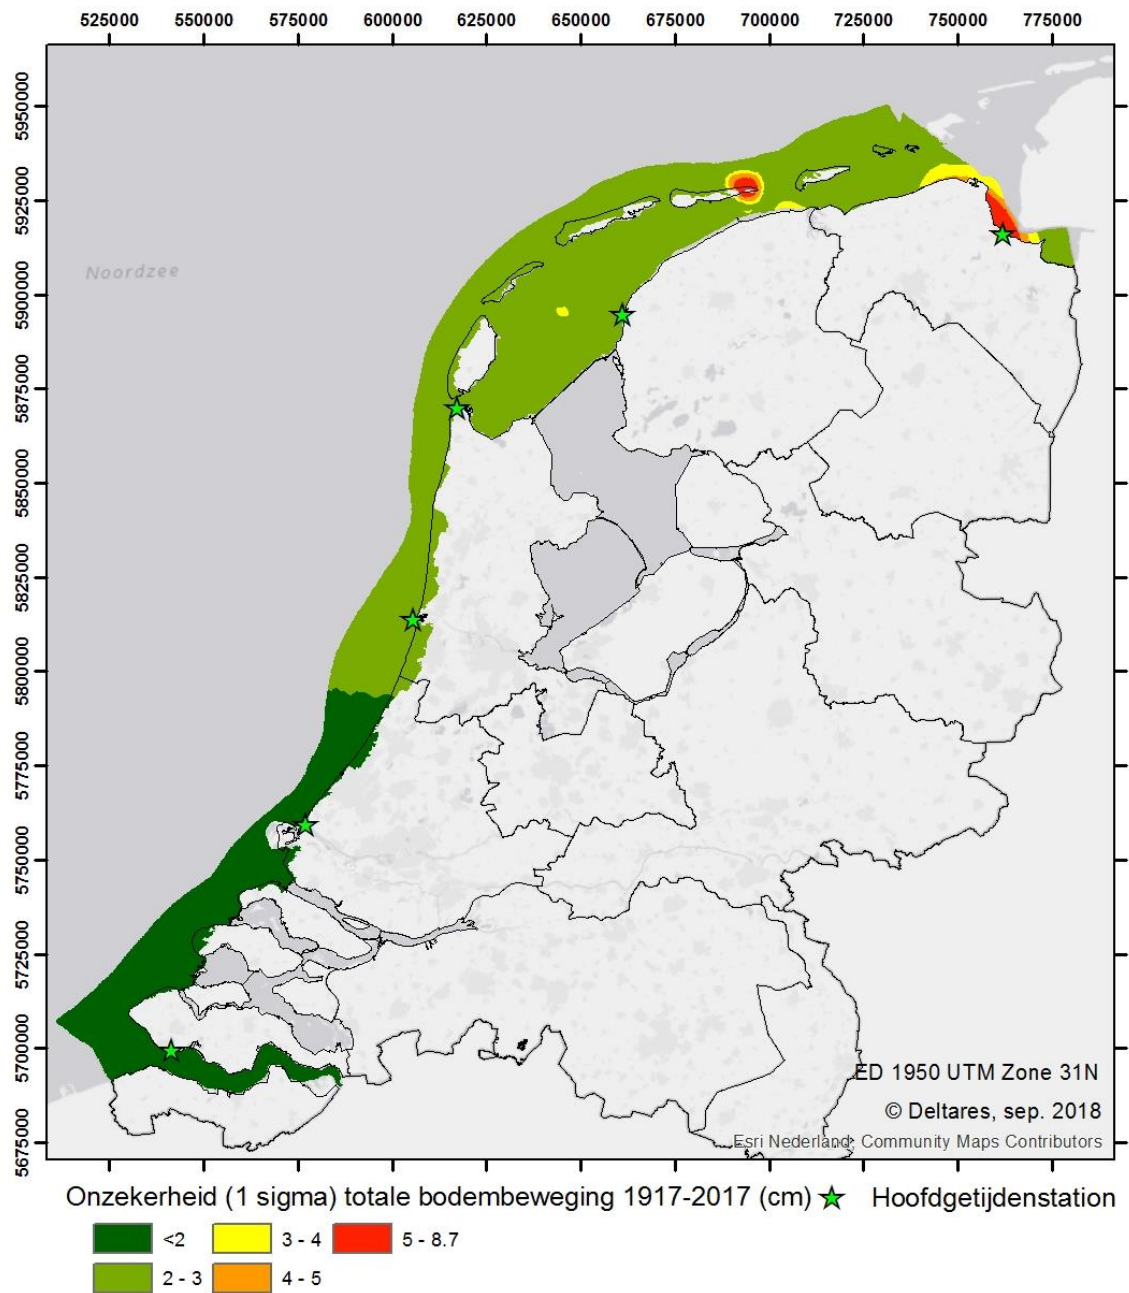 525000 550000 575000 600000 625000 650000 675000 700000 725000 750000 775000
5950000
5925000
5900000
5875000
5850000
5825000
5800000
5775000
5750000
5725000
5700000
5675000
Noordzee
ED 1950 UTM Zone 31N
© Deltares, sep. 2018
Esri Nederland; Community Maps Contributors
Onzekerheid (1 sigma) totale bodembeweging 1917-2017 (cm) Hoofdgetijdenstation
<2 3 - 4 5 - 8.7
2 - 3 4 - 5